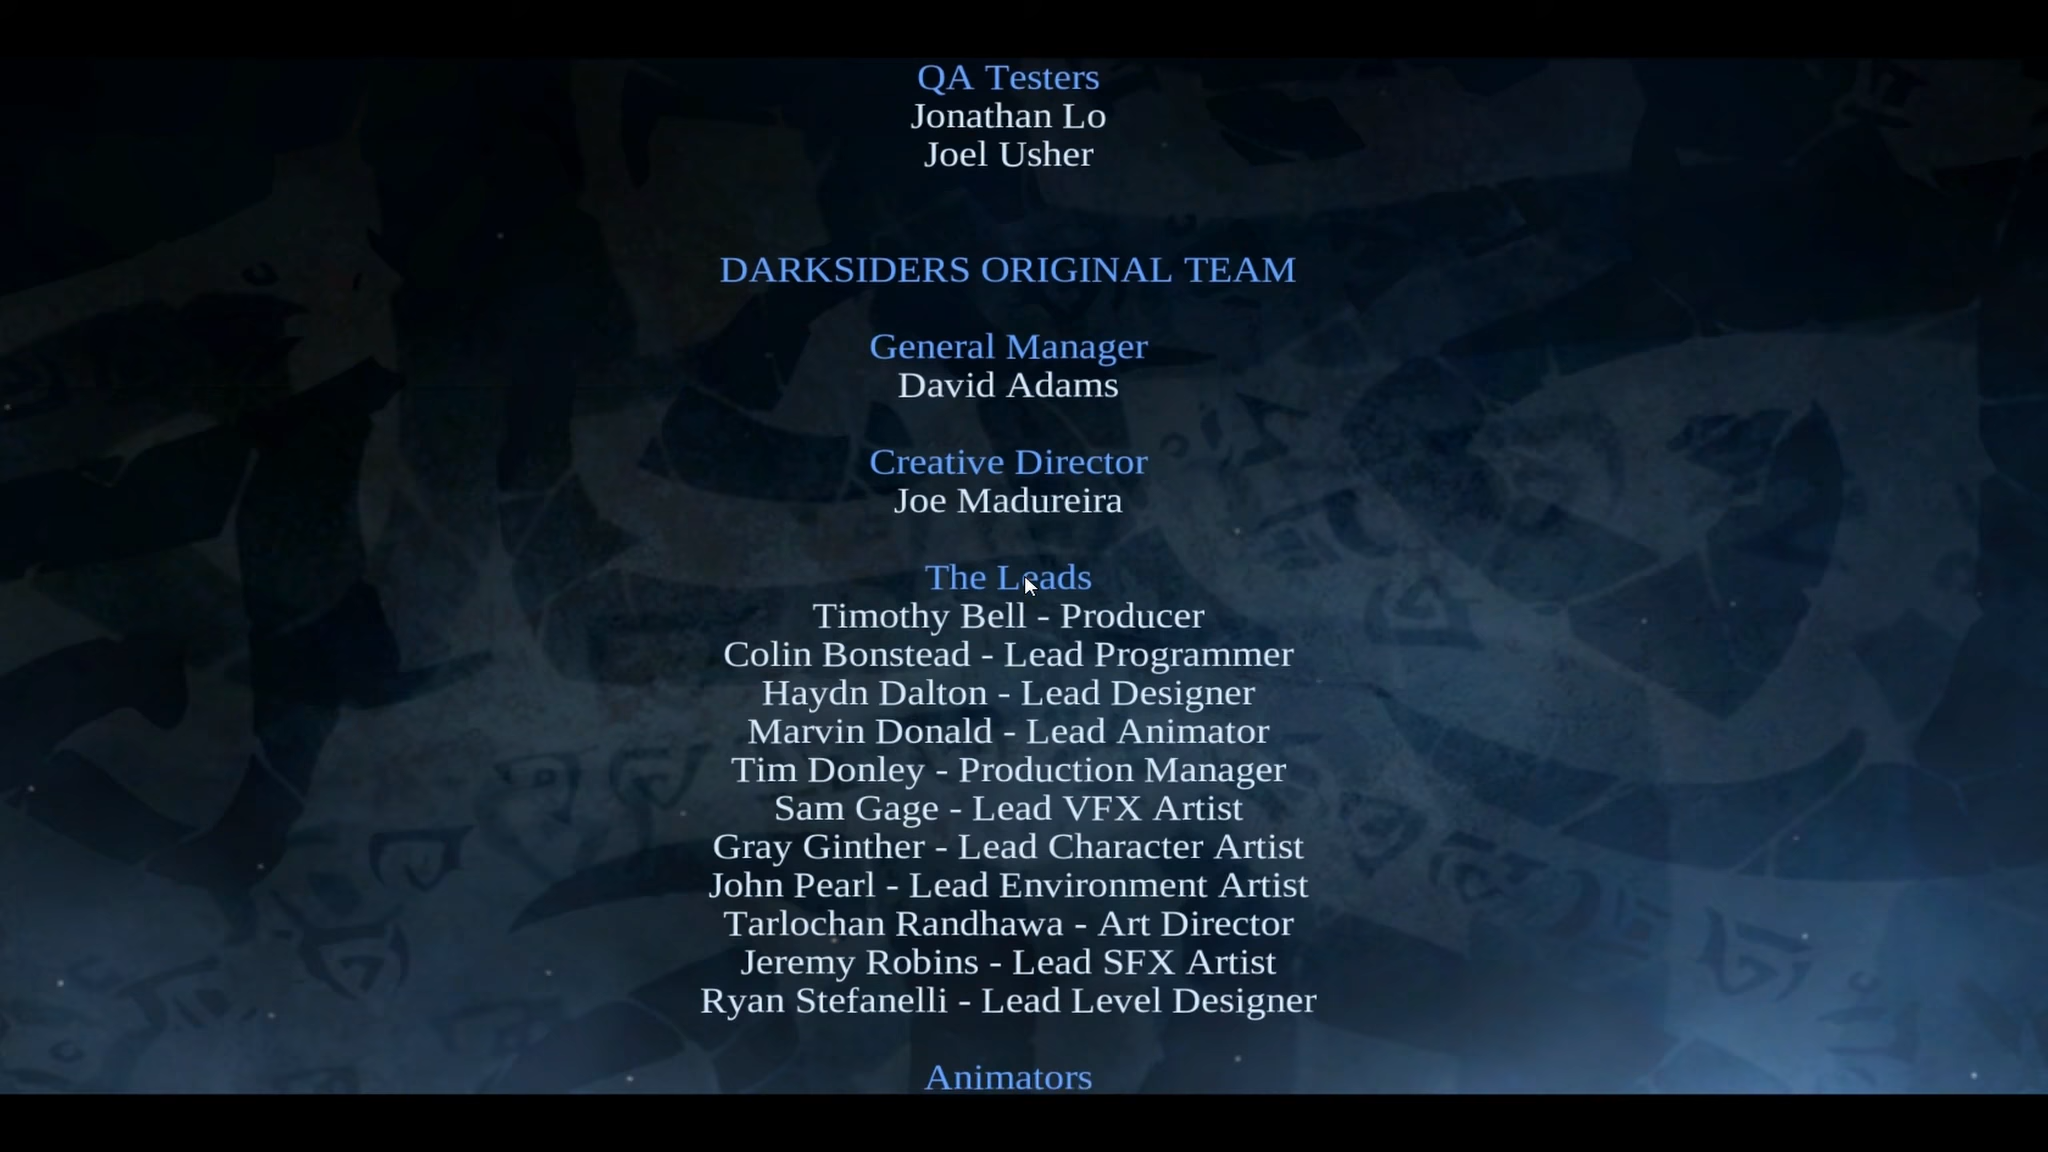 QA Testers
Jonathan Lo
Joel Usher
DARKSIDERS ORIGINAL TEAM
General Manager
David Adams
Creative Director
Joe Madureira
The Leads
Timothy Bell - Producer
Colin Bonstead - Lead Programmer
Haydn Dalton - Lead Designer
Marvin Donald - Lead Animator
Tim Donley - Production Manager
Sam Gage - Lead VFX Artist
Gray Ginther - Lead Character Artist
John Pearl - Lead Environment Artist
Tarlochan Randhawa - Art Director
Jeremy Robins - Lead SFX Artist
Ryan Stefanelli - Lead Level Designer
Animators